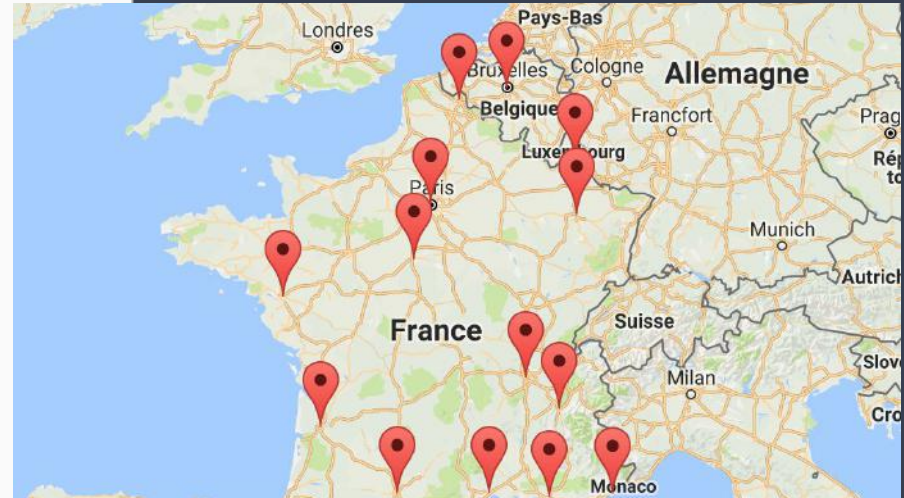 Pays-Bas
Londres
Bruxelles
Cologne
Allemagne
Belgique
Francfort
Prag
Luxembourg
Rép
to
Paris
Munich
Autrich
Suisse
France
Milan
Slov
Cro
Monaco